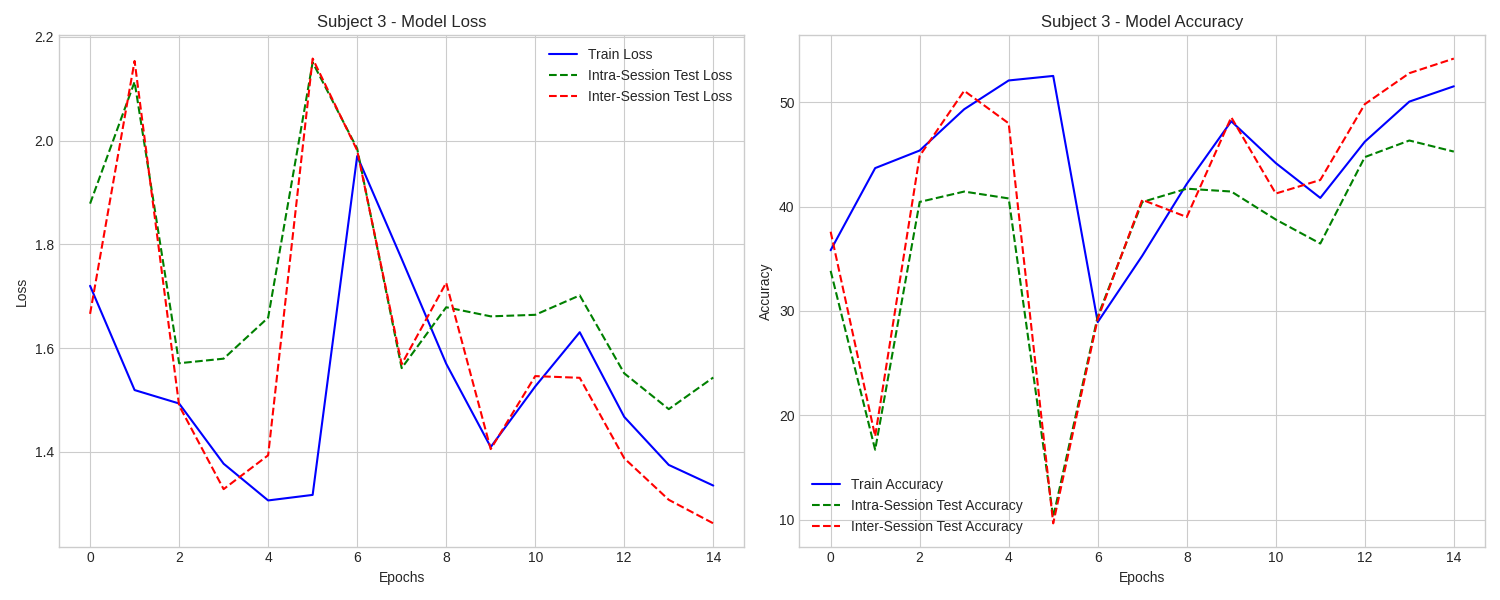 Subject 3 - Model Loss
2.2
2.0
1.8
1.6
1.4
Loss
Train Loss
Intra-Session Test Loss
Inter-Session Test Loss
0 2 4 6 8 10 12 14
Epochs
Subject 3 - Model Accuracy
50
40
30
20
10
Accuracy
Train Accuracy
Intra-Session Test Accuracy
Inter-Session Test Accuracy
0 2 4 6 8 10 12 14
Epochs